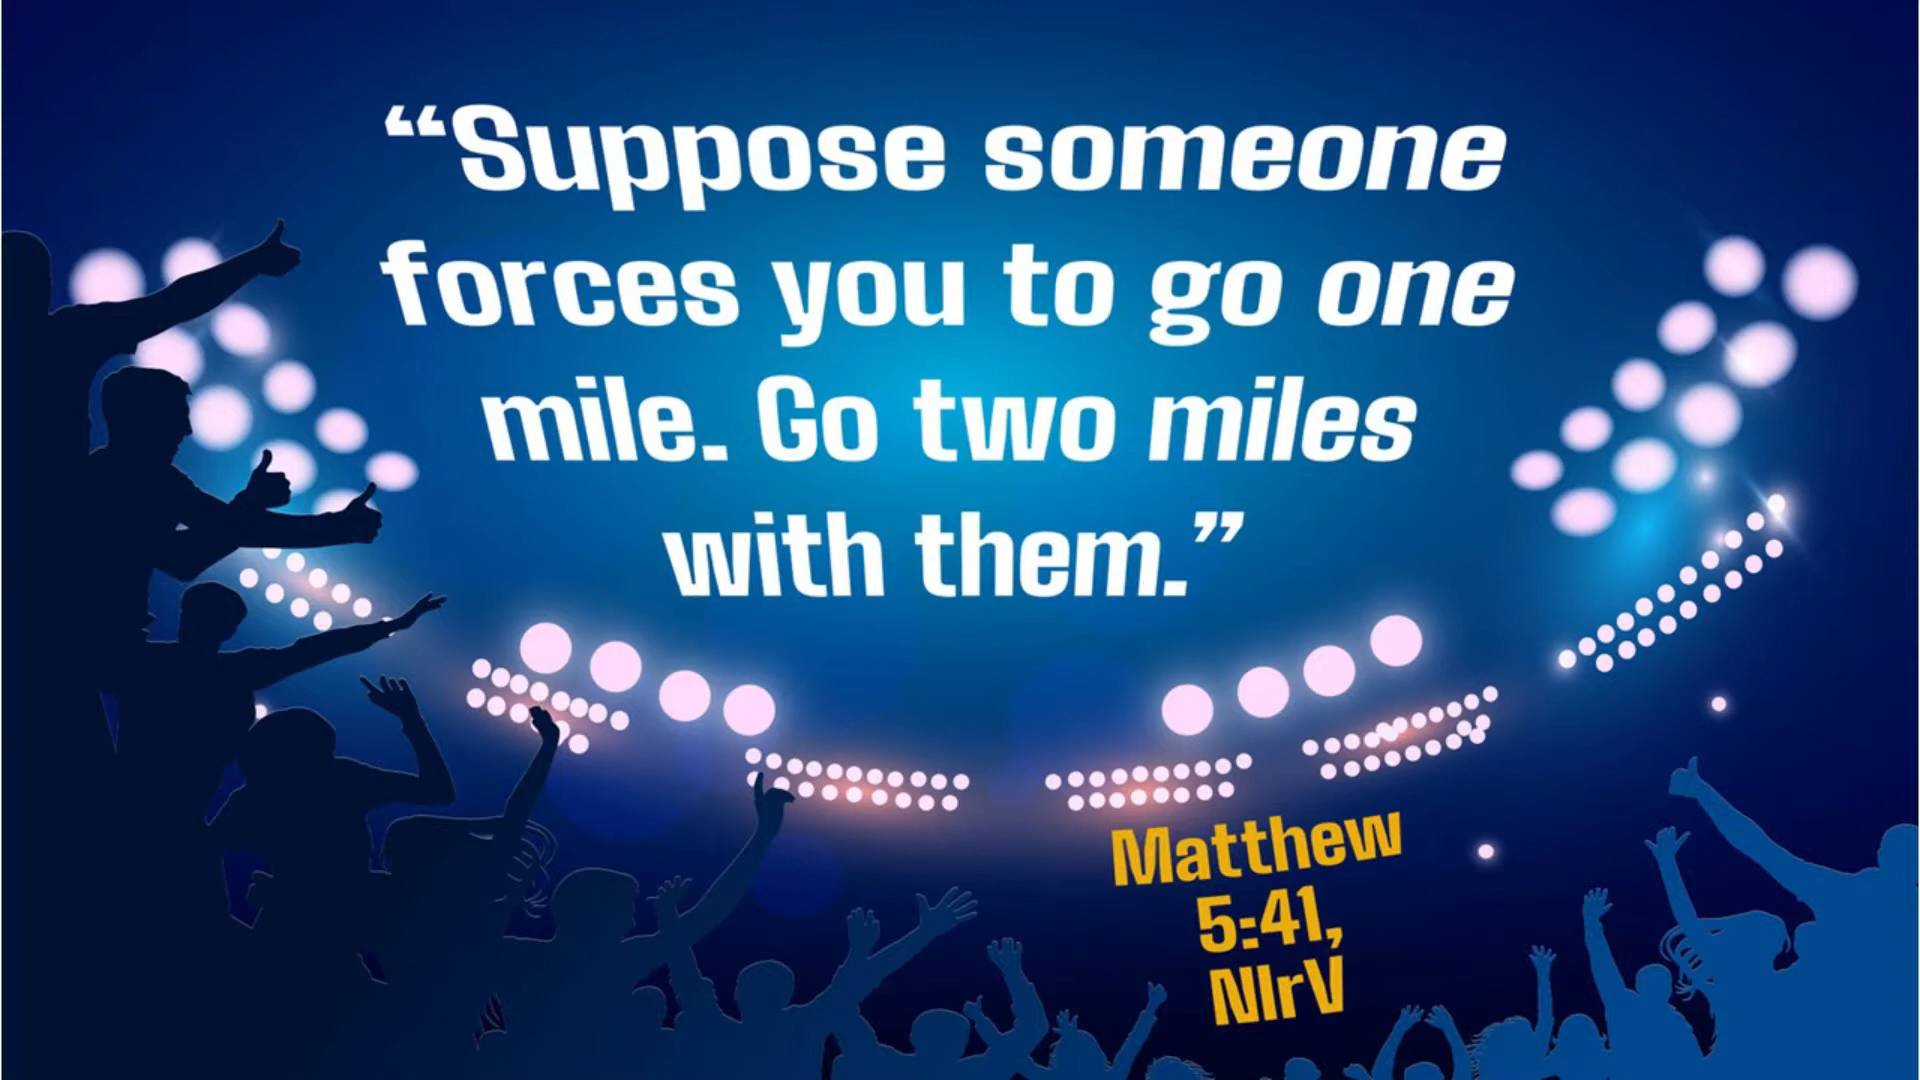 “Suppose someone
forces you to go one
mile. Go two miles
with them.”
Matthew
5:41,
NIrV